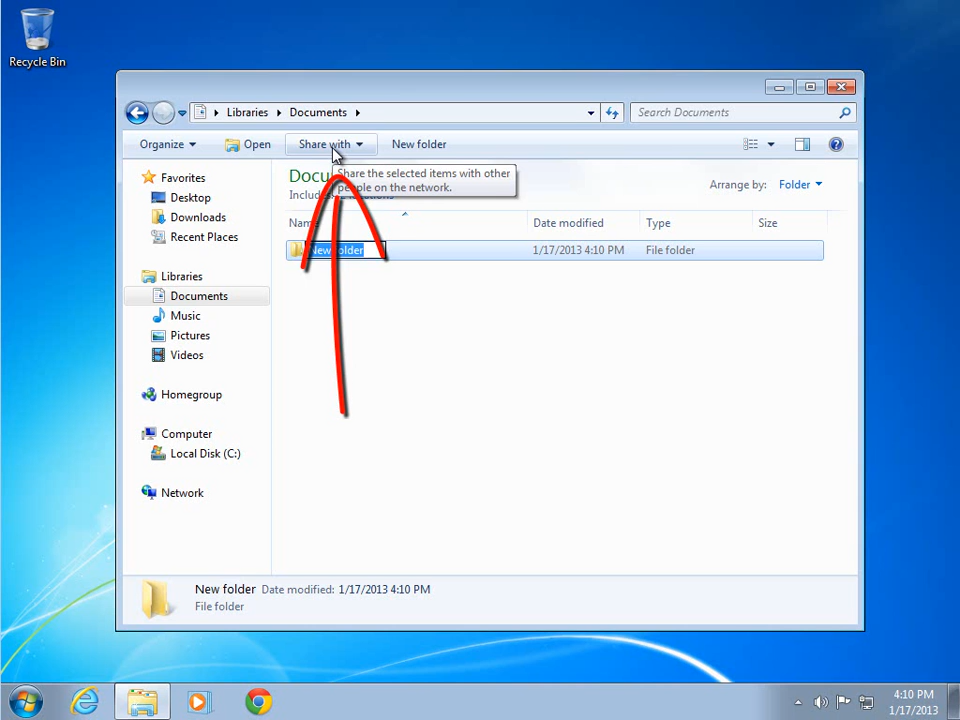 Recycle Bin
Libraries Documents
Search Documents
Organize Open Share with New folder
Share the selected items with other
people on the network.
Arrange by: Folder
Name Date modified Type Size
New folder 1/17/2013 4:10 PM File folder
Favorites
Desktop
Downloads
Recent Places
Libraries
Documents
Music
Pictures
Videos
Homegroup
Computer
Local Disk (C:)
Network
New folder Date modified: 1/17/2013 4:10 PM
File folder
4:10 PM
1/17/2013